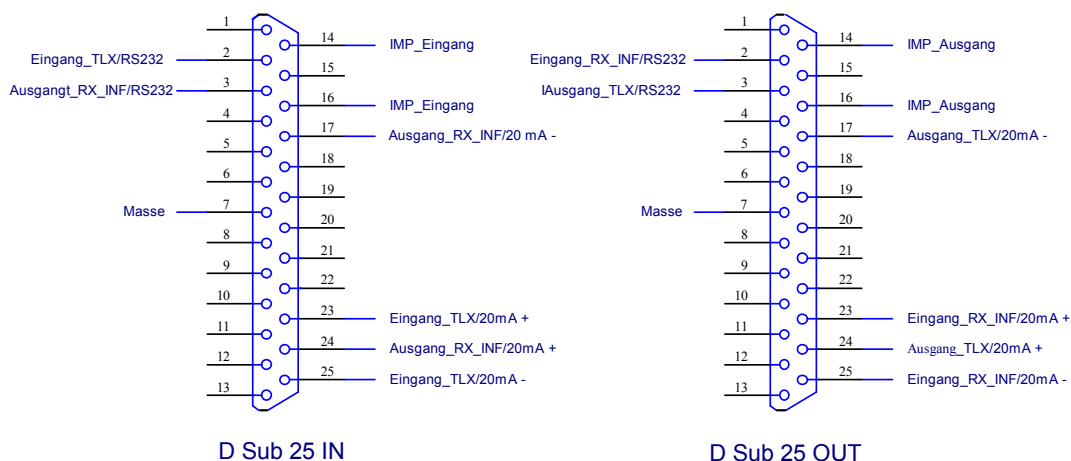 1
14 IMP_Eingang
Eingang_TLX/RS232 2
15
Ausgangt_RX_INF/RS232 3
16 IMP_Eingang
4
17 Ausgang_RX_INF/20 mA -
5
18
6
19
Masse 7
20
8
21
9
22
10
23 Eingang_TLX/20mA +
11
24 Ausgang_RX_INF/20mA +
12
25 Eingang_TLX/20mA -
13
D Sub 25 IN
1
14 IMP_Ausgang
Eingang_RX_INF/RS232 2
15
IAusgang_TLX/RS232 3
16 IMP_Ausgang
4
17 Ausgang_TLX/20mA -
5
18
6
19
Masse 7
20
8
21
9
22
10
23 Eingang_RX_INF/20mA +
11
24 Ausgang_TLX/20mA +
12
25 Eingang_RX_INF/20mA -
13
D Sub 25 OUT